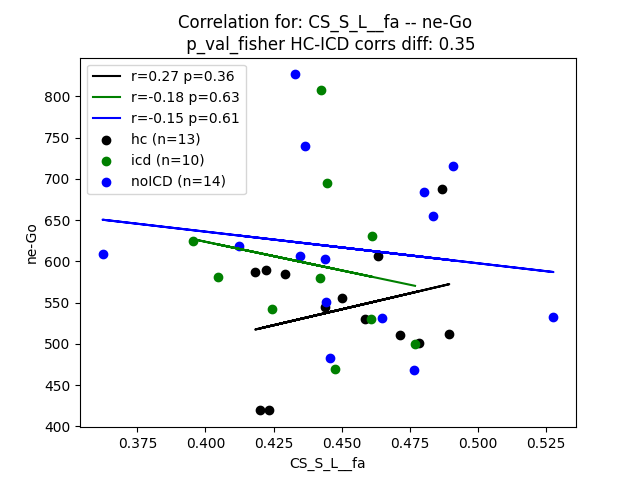 Correlation for: CS_S_L__fa -- ne-Go
p_val_fisher HC-ICD corrs diff: 0.35
r=0.27 p=0.36
r=-0.18 p=0.63
r=-0.15 p=0.61
hc (n=13)
icd (n=10)
noICD (n=14)
800
750
700
650
600
550
500
450
400
ne-Go
0.375 0.400 0.425 0.450 0.475 0.500 0.525
CS_S_L__fa